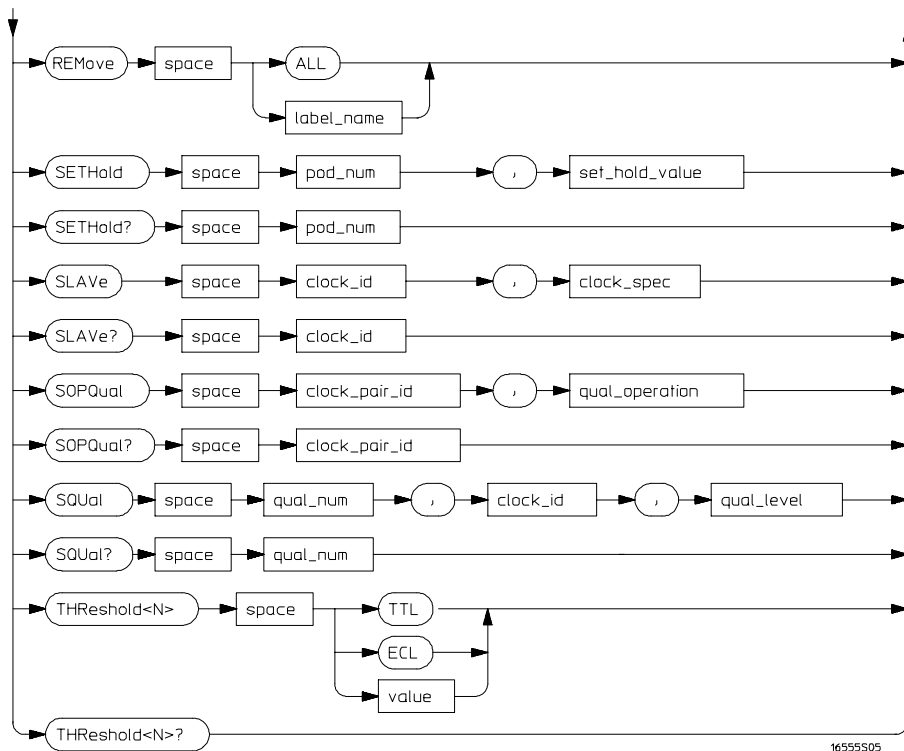 REMove space ALL
label_name
SETHold space pod_num , set_hold_value
SETHold? space pod_num
SLAVe space clock_id , clock_spec
SLAVe? space clock_id
SOPQual space clock_pair_id , qual_operation
SOPQual? space clock_pair_id
SQUal space qual_num , clock_id , qual_level
SQUal? space qual_num
THReshold<N> space TTL
ECL
value
THReshold<N>?
16555S05